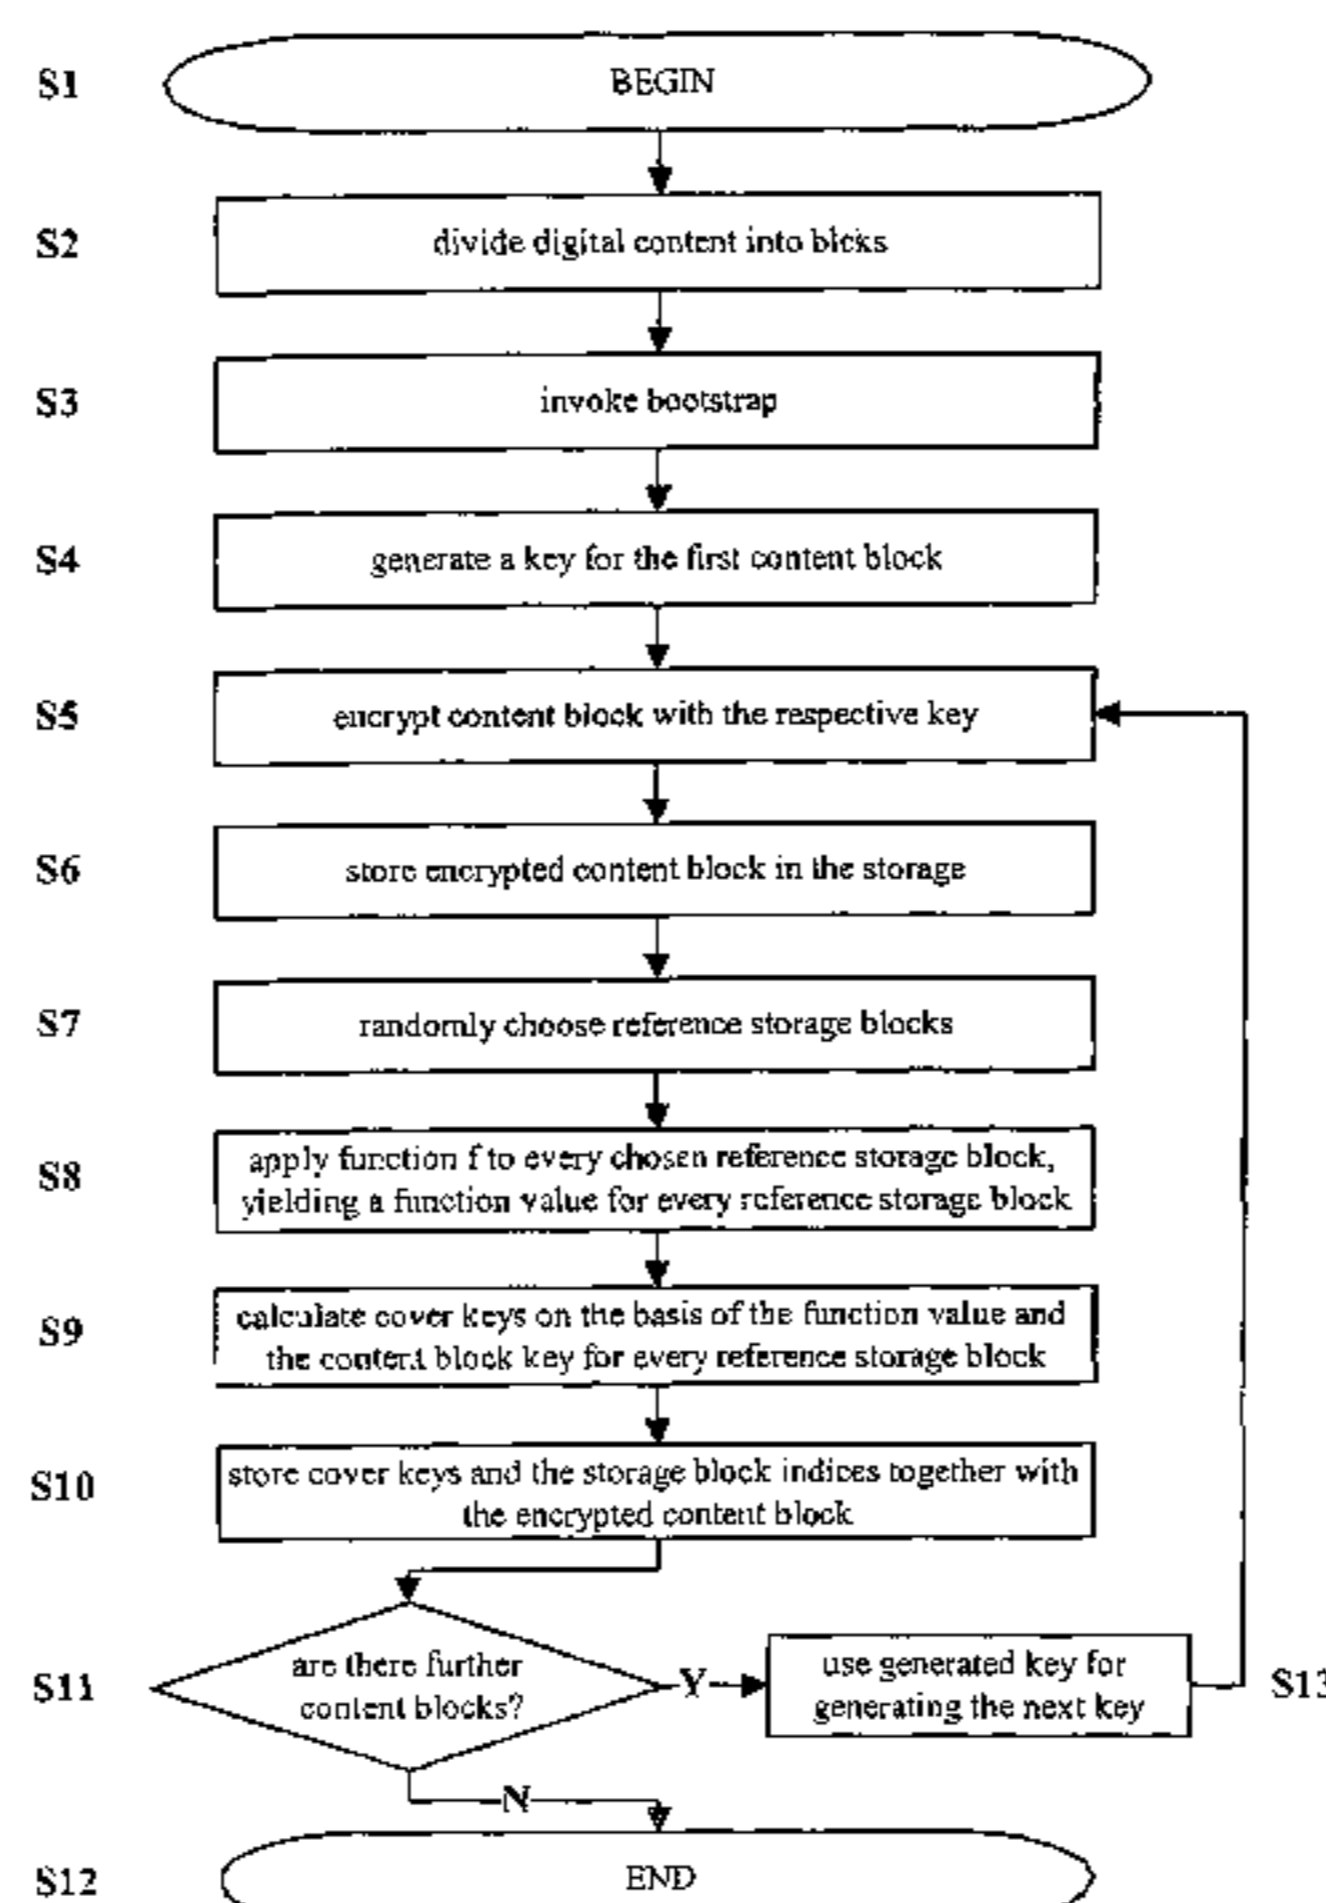 S1
BEGIN
S2
divide digital content into blcks
S3
invoke bootstrap
S4
generate a key for the first content block
S5
encrypt content block with the respective key
S6
store encrypted content block in the storage
S7
randomly choose reference storage blocks
S8
apply function f to every chosen reference storage block,
yielding a function value for every reference storage block
S9
calculate cover keys on the basis of the function value and
the content block key for every reference storage block
S10
store cover keys and the storage block indices together with
the encrypted content block
S11
are there further
content blocks?
Y
use generated key for
generating the next key
S13
N
S12
END